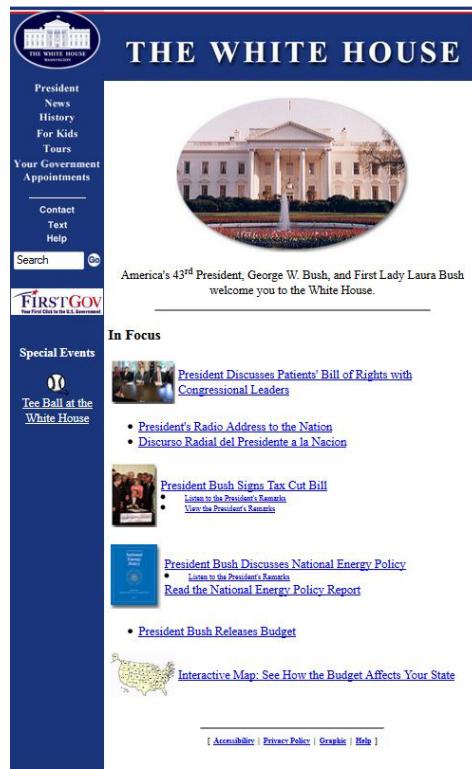 THE WHITE HOUSE
WASHINGTON
THE WHITE HOUSE
President
News
History
For Kids
Tours
Your Government
Appointments
Contact
Text
Help
Search
Go
FIRSTGOV
Your First Click to the U.S. Government
Special Events
Tee Ball at the
White House
America's 43rd President, George W. Bush, and First Lady Laura Bush
welcome you to the White House.
In Focus
President Discusses Patients' Bill of Rights with
Congressional Leaders
President's Radio Address to the Nation
Discurso Radial del Presidente a la Nacion
President Bush Signs Tax Cut Bill
Listen to the President's Remarks
View the President's Remarks
National
Energy
Policy
President Bush Discusses National Energy Policy
Listen to the President's Remarks
Read the National Energy Policy Report
President Bush Releases Budget
Interactive Map: See How the Budget Affects Your State
[ Accessibility | Privacy Policy | Graphic | Help ]